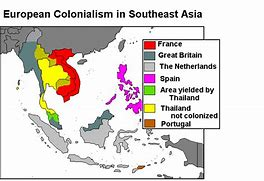 European Colonialism in Southeast Asia
France
Great Britain
The Netherlands
Spain
Area yielded by
Thailand
Thailand
not colonized
Portugal